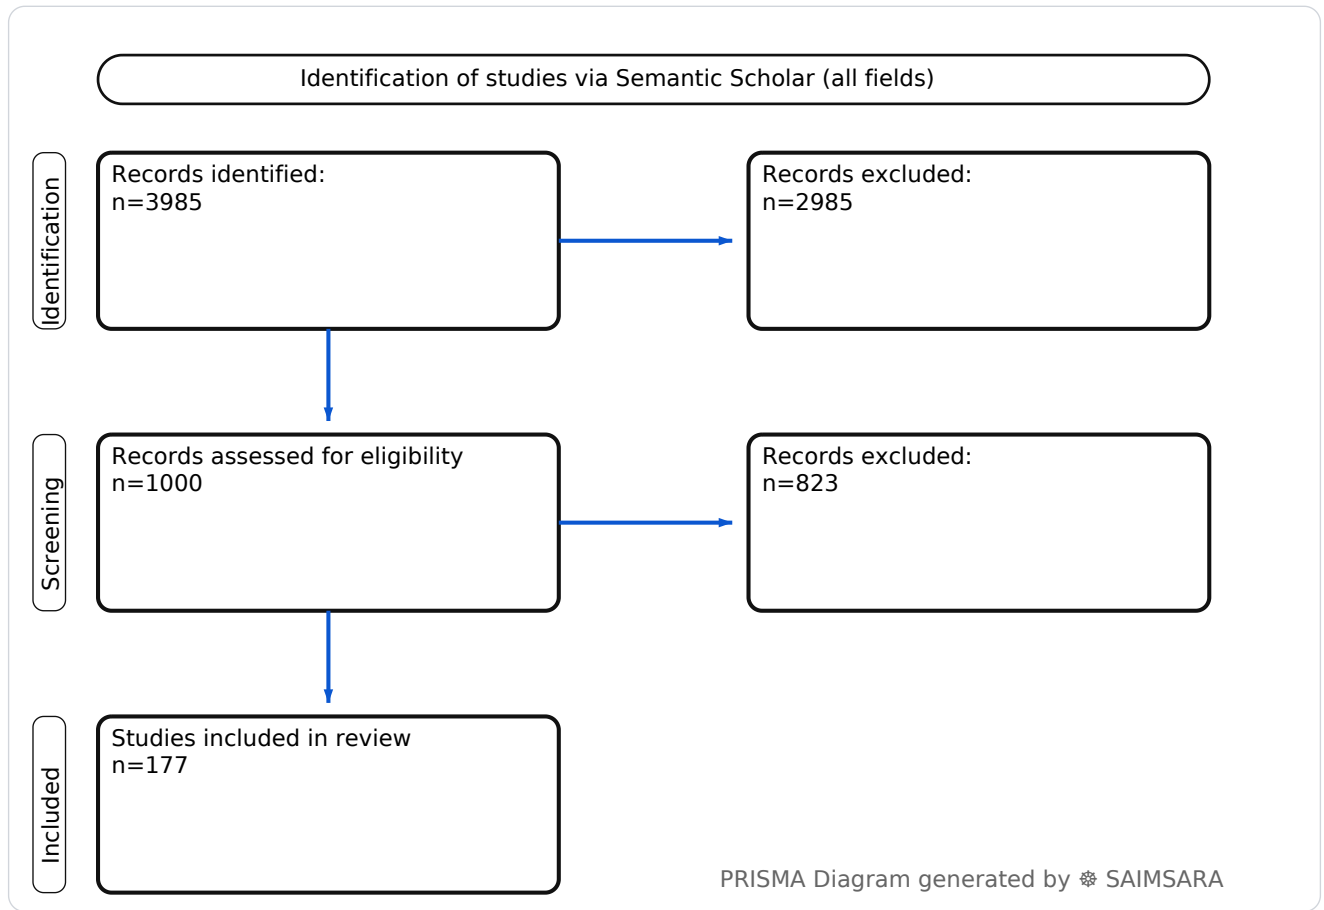 Identification of studies via Semantic Scholar (all fields)
Identification
Records identified:
n=3985
Records excluded:
n=2985
Screening
Records assessed for eligibility
n=1000
Records excluded:
n=823
Included
Studies included in review
n=177
PRISMA Diagram generated by ☸ SAIMSARA